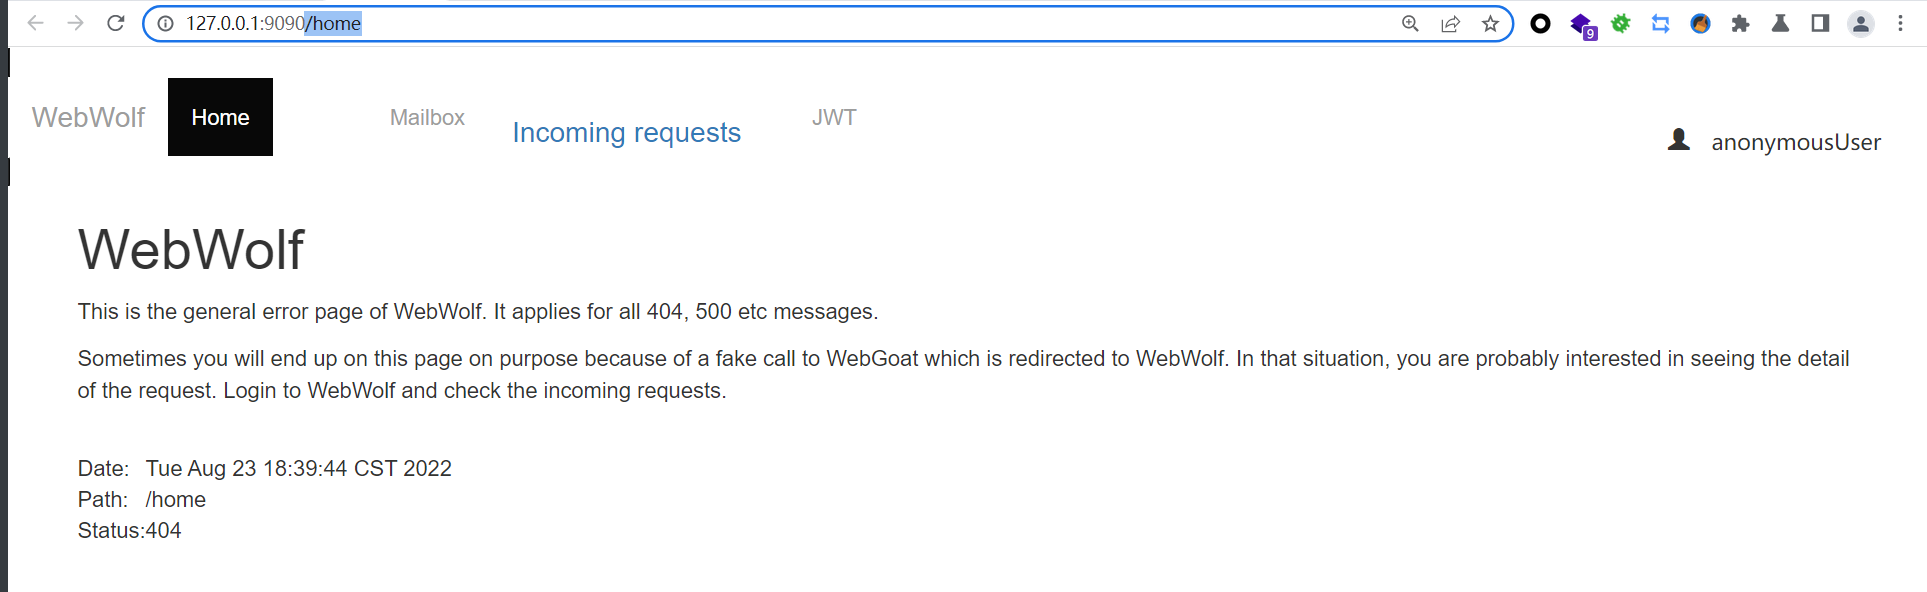 127.0.0.1:9090/home
9
WebWolf Home Mailbox Incoming requests JWT anonymousUser
WebWolf
This is the general error page of WebWolf. It applies for all 404, 500 etc messages.
Sometimes you will end up on this page on purpose because of a fake call to WebGoat which is redirected to WebWolf. In that situation, you are probably interested in seeing the detail
of the request. Login to WebWolf and check the incoming requests.
Date: Tue Aug 23 18:39:44 CST 2022
Path: /home
Status:404